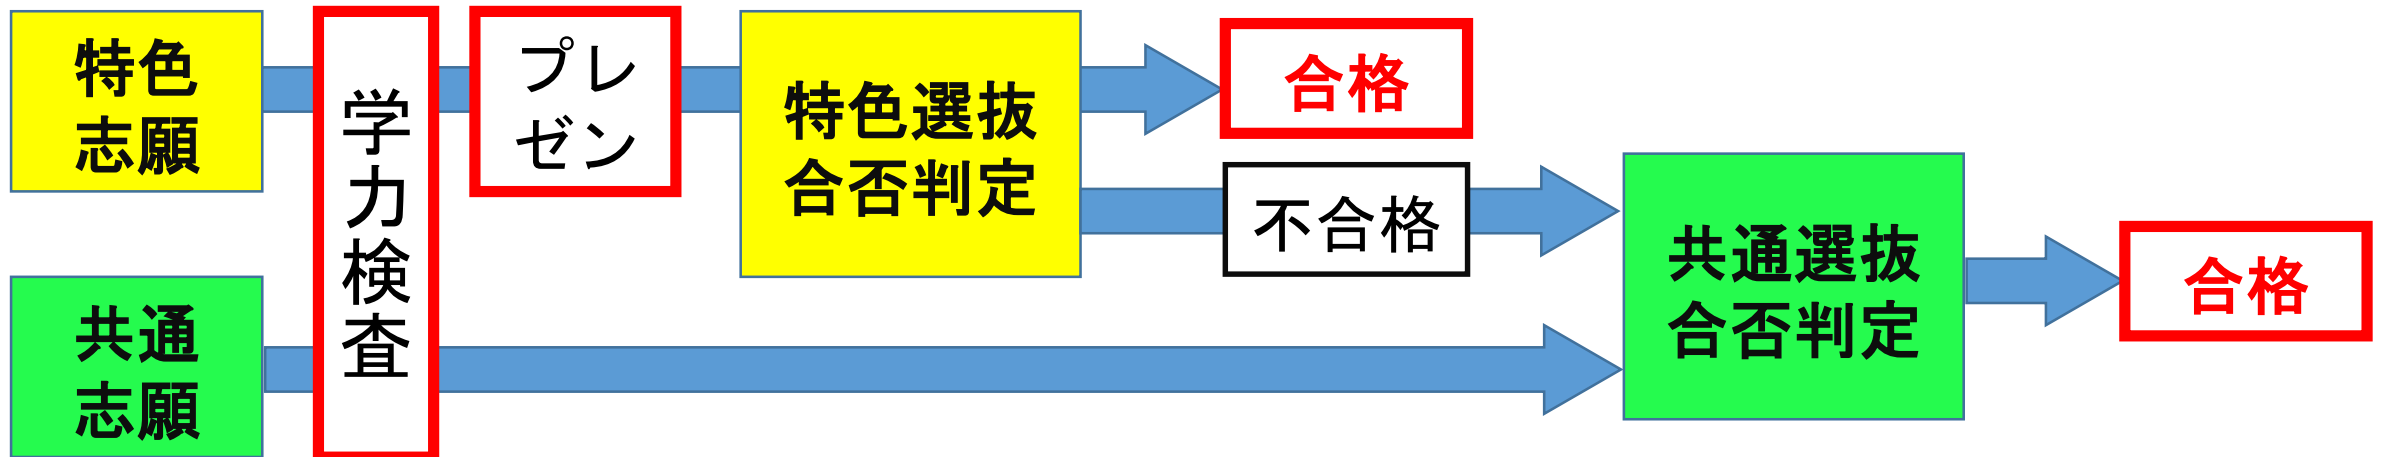 特色
志願
学力検査
プレ
ゼン
特色選抜
合否判定
合格
不合格
共通
志願
共通選抜
合否判定
合格